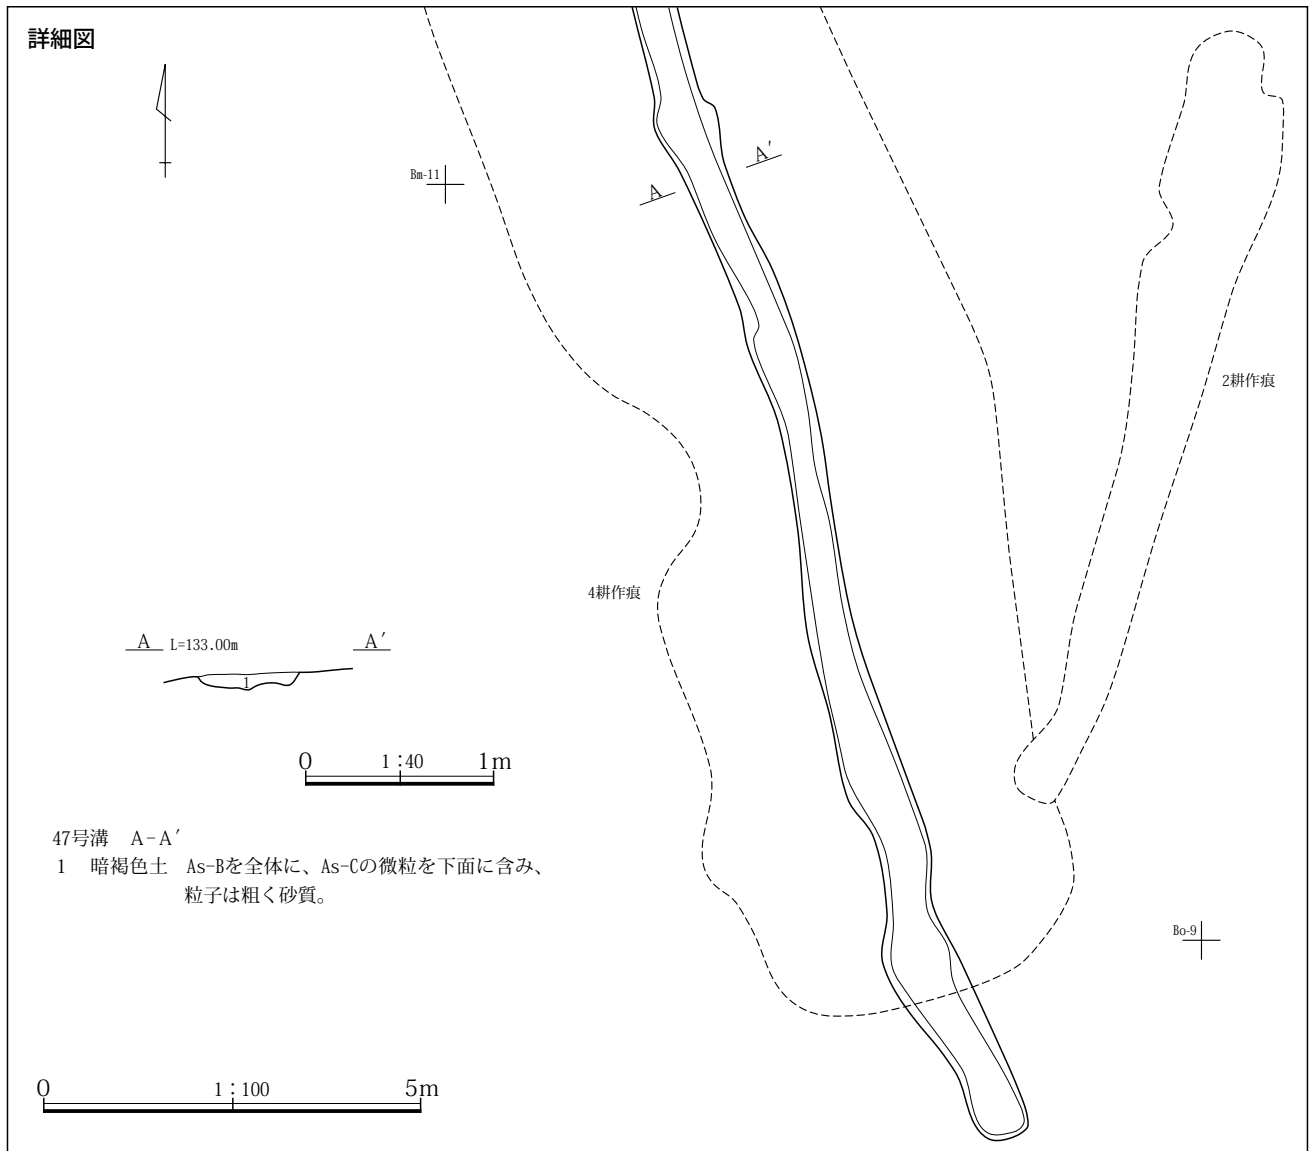 詳細図
Bm-11
A
A′
2耕作痕
4耕作痕
A L=133.00m A′
1
0 1:40 1m
47号溝 A-A′
1 暗褐色土 As-Bを全体に、As-Cの微粒を下面に含み、
粒子は粗く砂質。
Bo-9
0 1:100 5m